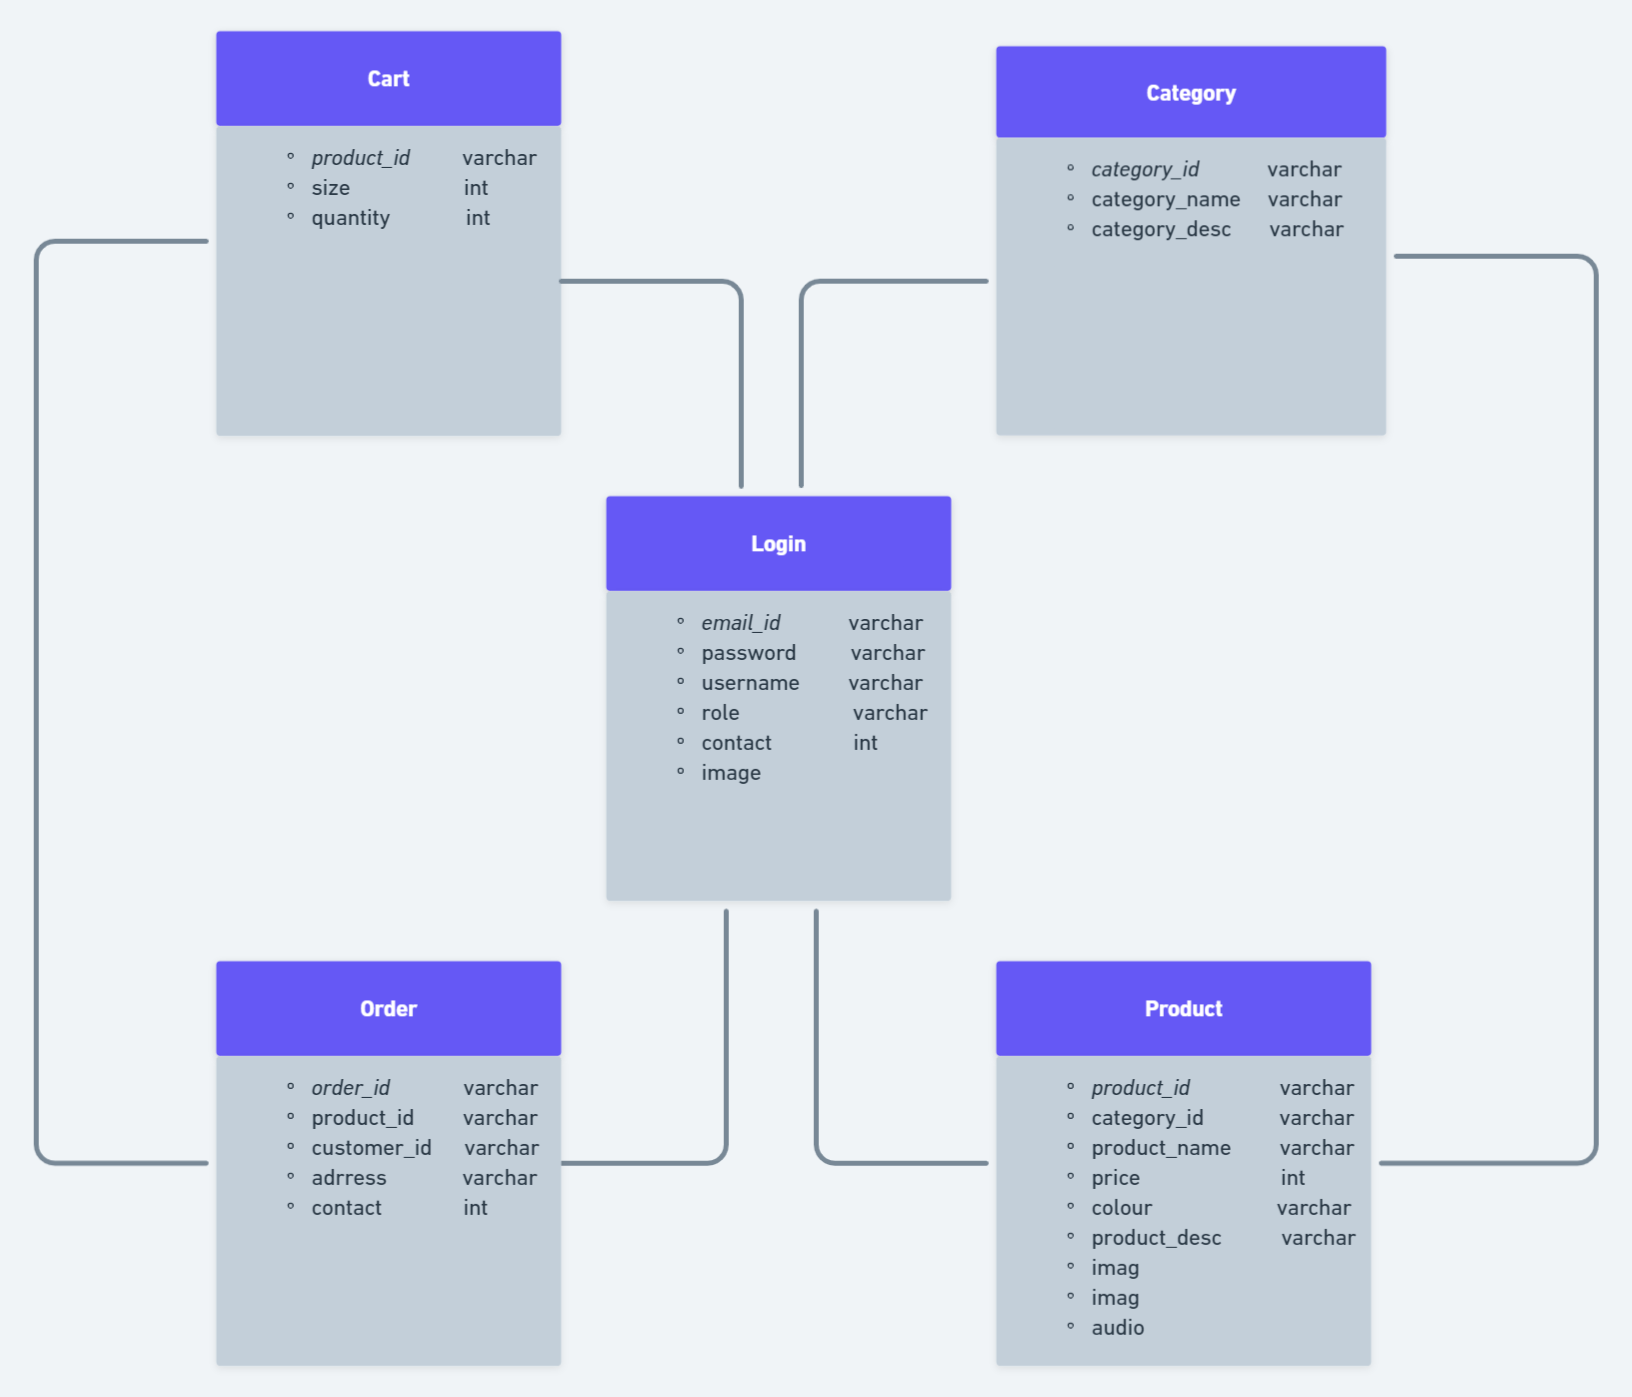 Cart
product_id varchar
size int
quantity int
Category
category_id varchar
category_name varchar
category_desc varchar
Login
email_id varchar
password varchar
username varchar
role varchar
contact int
image
Order
order_id varchar
product_id varchar
customer_id varchar
adrress varchar
contact int
Product
product_id varchar
category_id varchar
product_name varchar
price int
colour varchar
product_desc varchar
imag
imag
audio